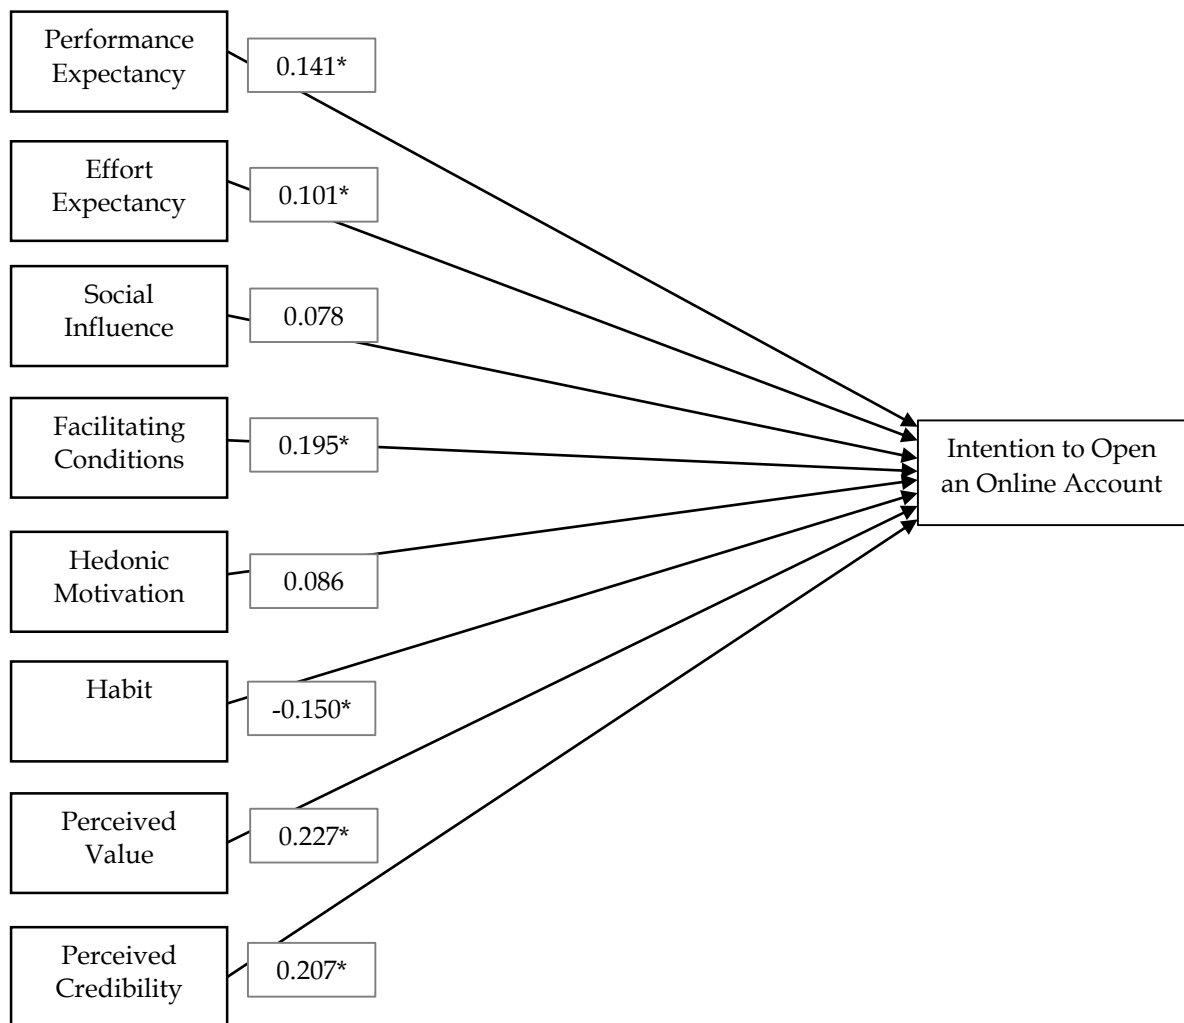 Performance
Expectancy
0.141*
Effort
Expectancy
0.101*
Social
Influence
0.078
Facilitating
Conditions
0.195*
Intention to Open
an Online Account
Hedonic
Motivation
0.086
Habit
-0.150*
Perceived
Value
0.227*
Perceived
Credibility
0.207*